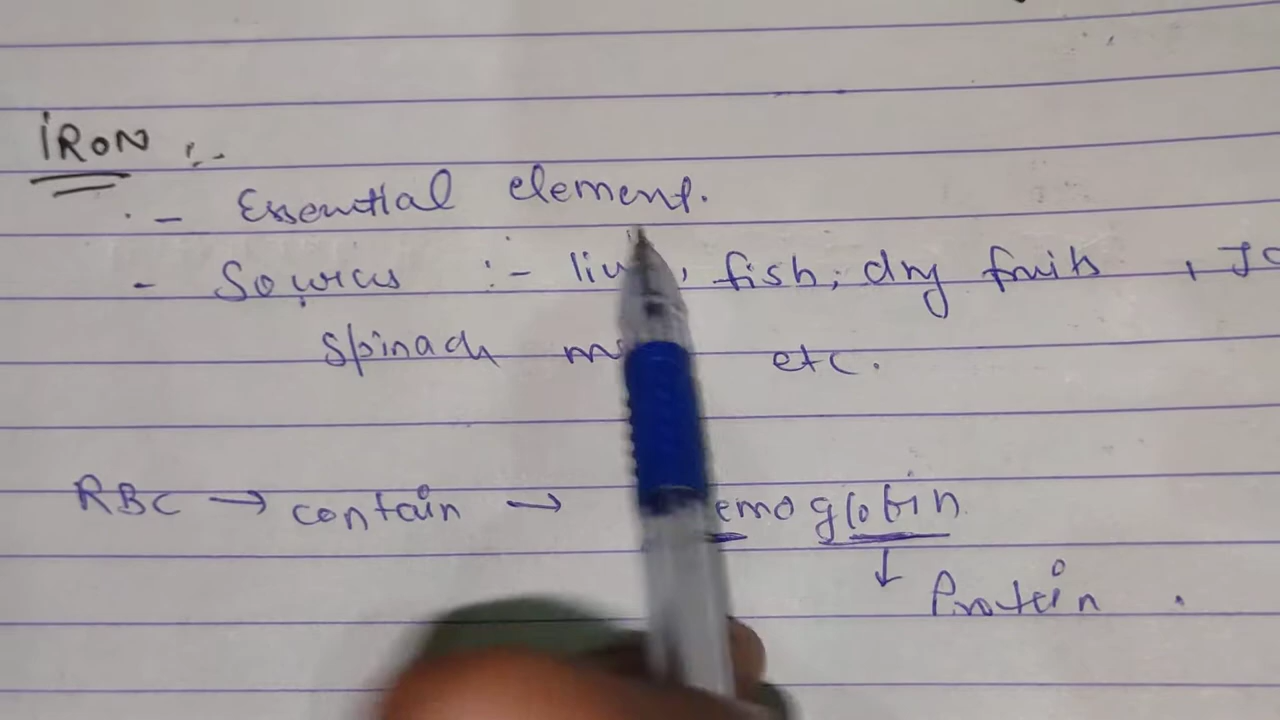 IRON :-
- Essential element.
- Sources :- , fish, dry fruits ,
Spinach etc.
RBC → contain → emoglobin
↓
Protein .